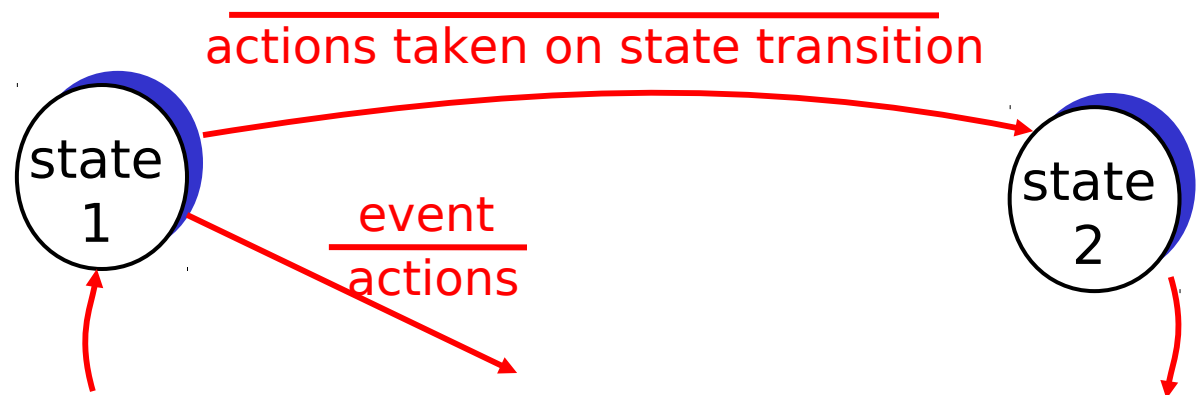 actions taken on state transition
state
1
state
2
event
actions